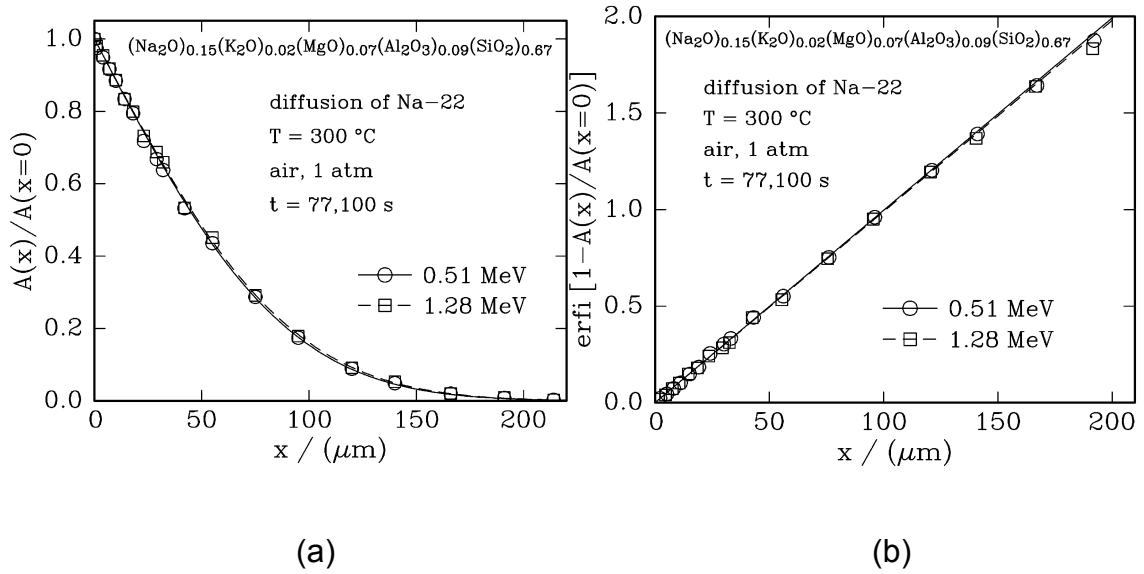 (Na₂O)₀.₁₅(K₂O)₀.₀₂(MgO)₀.₀₇(Al₂O₃)₀.₀₉(SiO₂)₀.₆₇
diffusion of Na-22
T = 300 °C
air, 1 atm
t = 77,100 s
0.51 MeV
1.28 MeV
A(x)/A(x=0)
1.0
0.8
0.6
0.4
0.2
0.0
0 50 100 150 200
x / (μm)
(a)
(Na₂O)₀.₁₅(K₂O)₀.₀₂(MgO)₀.₀₇(Al₂O₃)₀.₀₉(SiO₂)₀.₆₇
diffusion of Na-22
T = 300 °C
air, 1 atm
t = 77,100 s
0.51 MeV
1.28 MeV
erfi [1-A(x)/A(x=0)]
2.0
1.5
1.0
0.5
0.0
0 50 100 150 200
x / (μm)
(b)